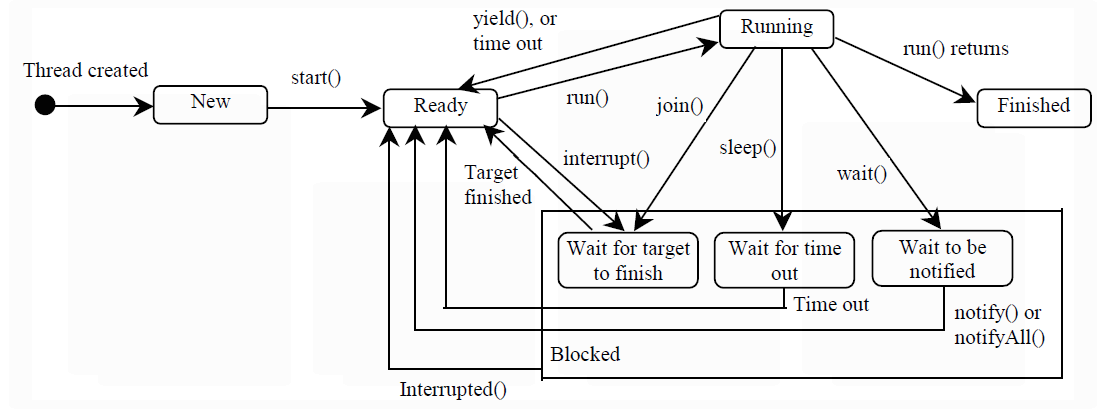 yield(), or
time out
Running
run() returns
Thread created
start()
New
Ready
run()
join()
Finished
sleep()
interrupt()
Target
finished
wait()
Wait for target
to finish
Wait for time
out
Wait to be
notified
Time out
notify() or
notifyAll()
Blocked
Interrupted()